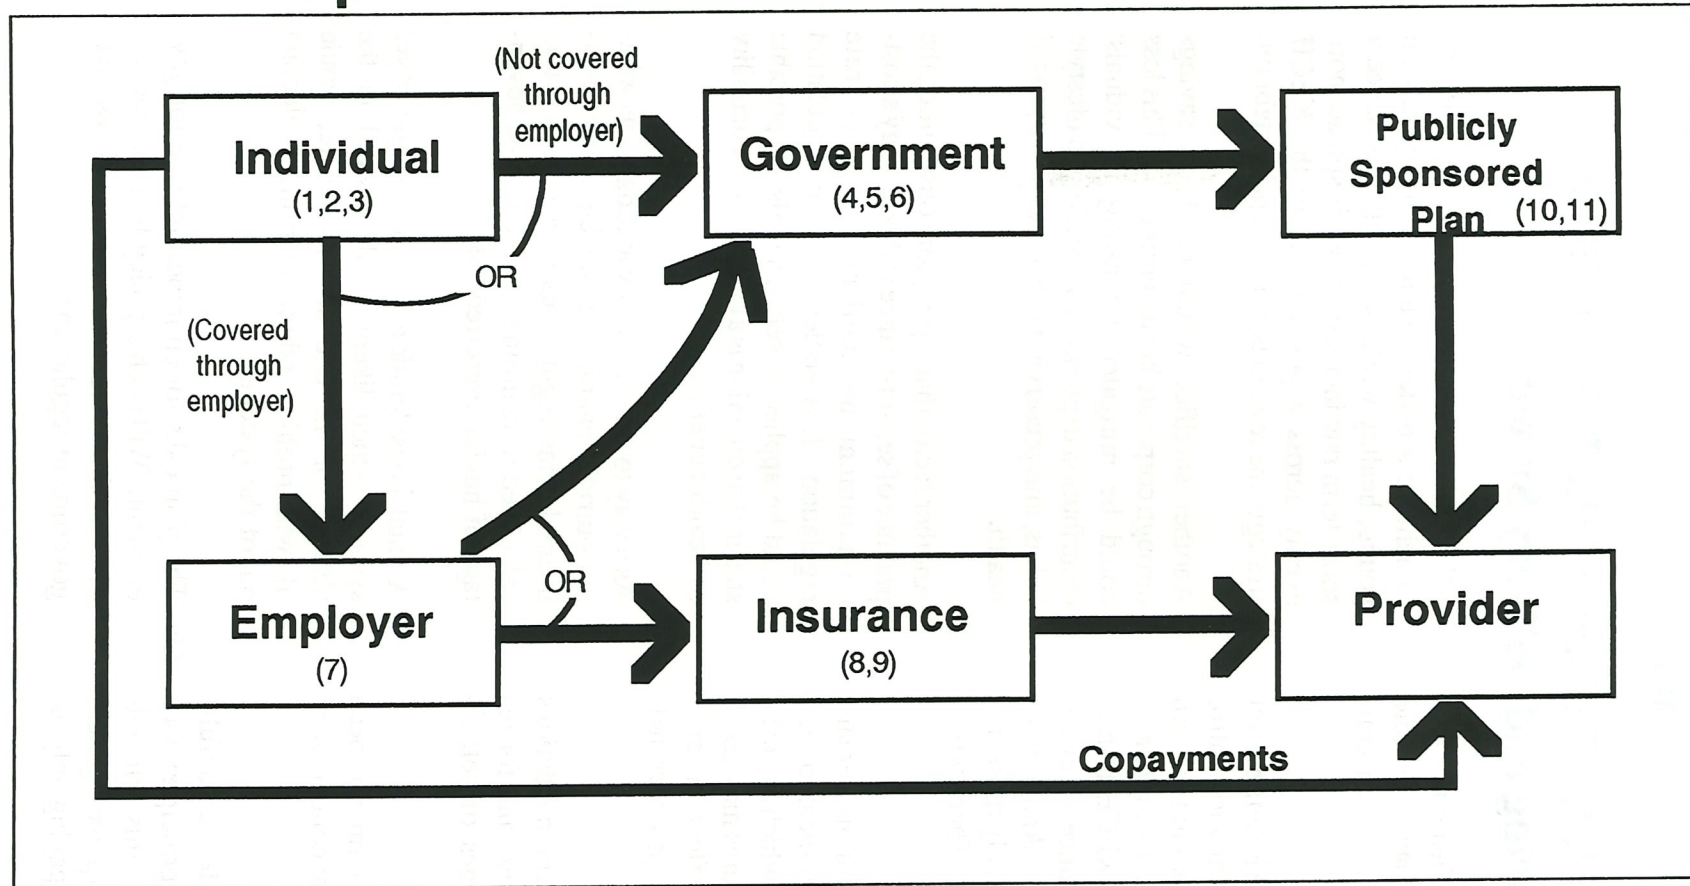 (Not covered
through
employer)
Individual
(1,2,3)
Government
(4,5,6)
Publicly
Sponsored
Plan (10,11)
OR
(Covered
through
employer)
OR
Employer
(7)
Insurance
(8,9)
Provider
Copayments